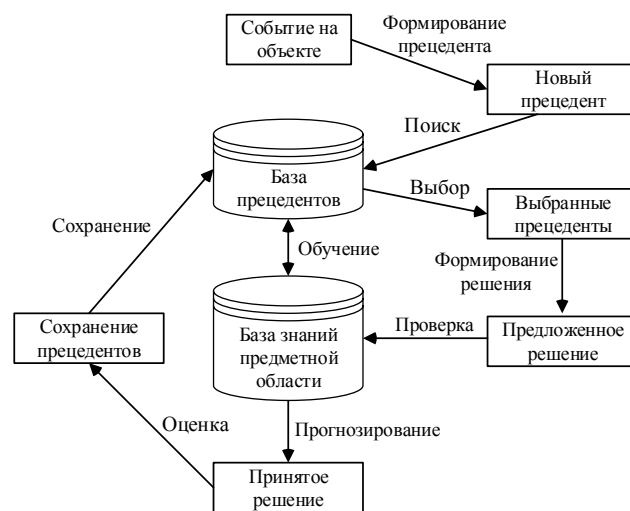 Событие на
объекте
Формирование
прецедента
Новый
прецедент
Поиск
База
прецедентов
Выбор
Выбранные
прецеденты
Сохранение
Обучение
Формирование
решения
Сохранение
прецедентов
База знаний
предметной
области
Проверка
Предложенное
решение
Оценка
Прогнозирование
Принятое
решение